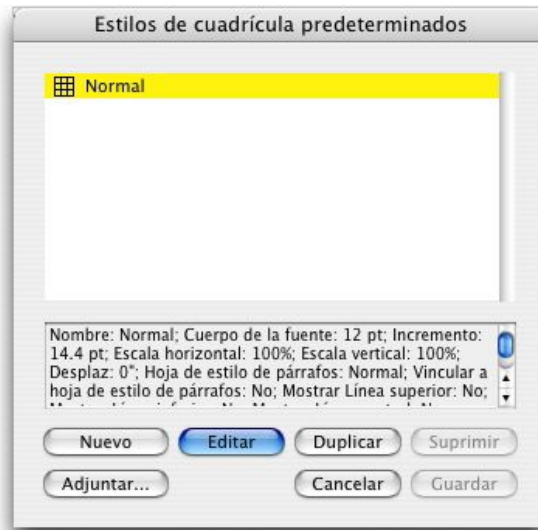 Estilos de cuadrícula predeterminados
Normal
Nombre: Normal; Cuerpo de la fuente: 12 pt; Incremento:
14.4 pt; Escala horizontal: 100%; Escala vertical: 100%;
Desplaz: 0"; Hoja de estilo de párrafos: Normal; Vincular a
hoja de estilo de párrafos: No; Mostrar Línea superior: No;
Nuevo Editar Duplicar Suprimir
Adjuntar... Cancelar Guardar